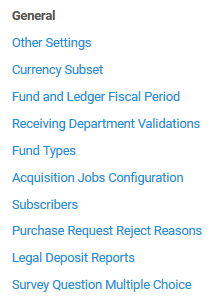 General
Other Settings
Currency Subset
Fund and Ledger Fiscal Period
Receiving Department Validations
Fund Types
Acquisition Jobs Configuration
Subscribers
Purchase Request Reject Reasons
Legal Deposit Reports
Survey Question Multiple Choice